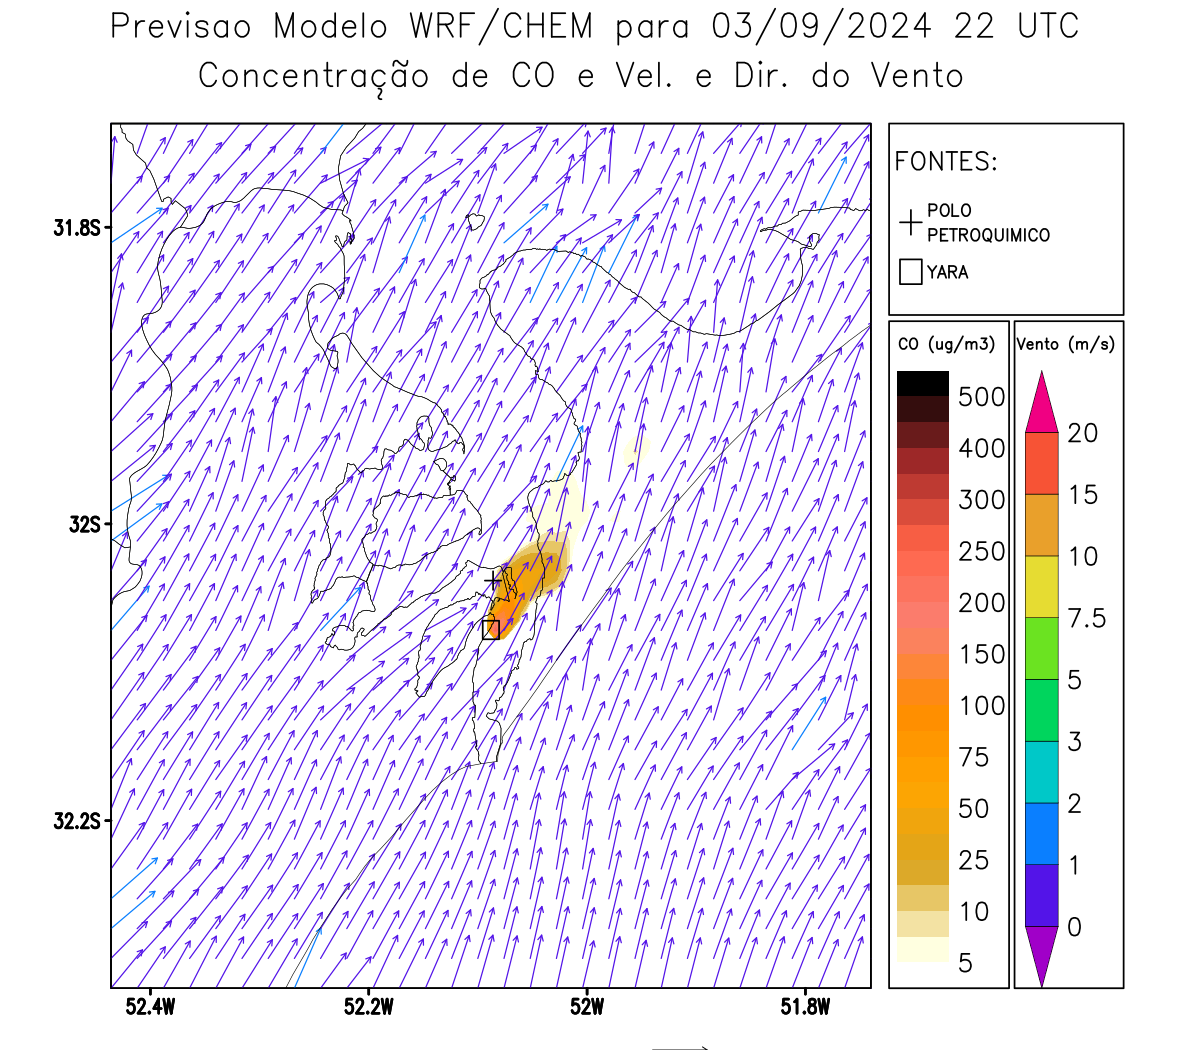 Previsao Modelo WRF/CHEM para 03/09/2024 22 UTC
Concentração de CO e Vel. e Dir. do Vento
FONTES:
POLO
PETROQUIMICO
YARA
CO (ug/m3)
500
400
300
250
200
150
100
75
50
25
10
5
Vento (m/s)
20
15
10
7.5
5
3
2
1
0
31.8S
32S
32.2S
52.4W
52.2W
52W
51.8W